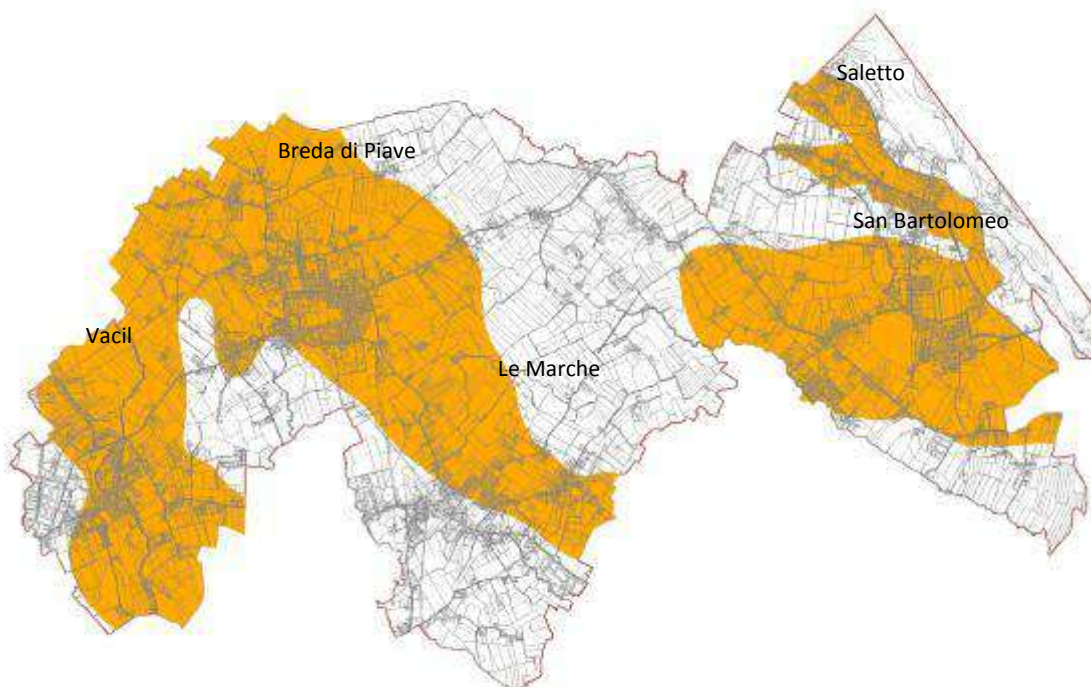 Saletto
Breda di Piave
San Bartolomeo
Vacil
Le Marche